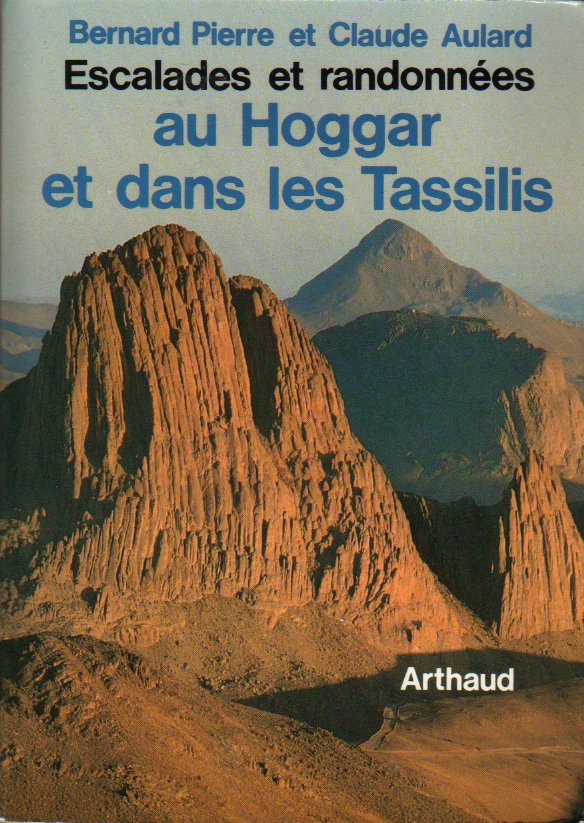 Bernard Pierre et Claude Aulard
Escalades et randonnées
au Hoggar
et dans les Tassilis
Arthaud